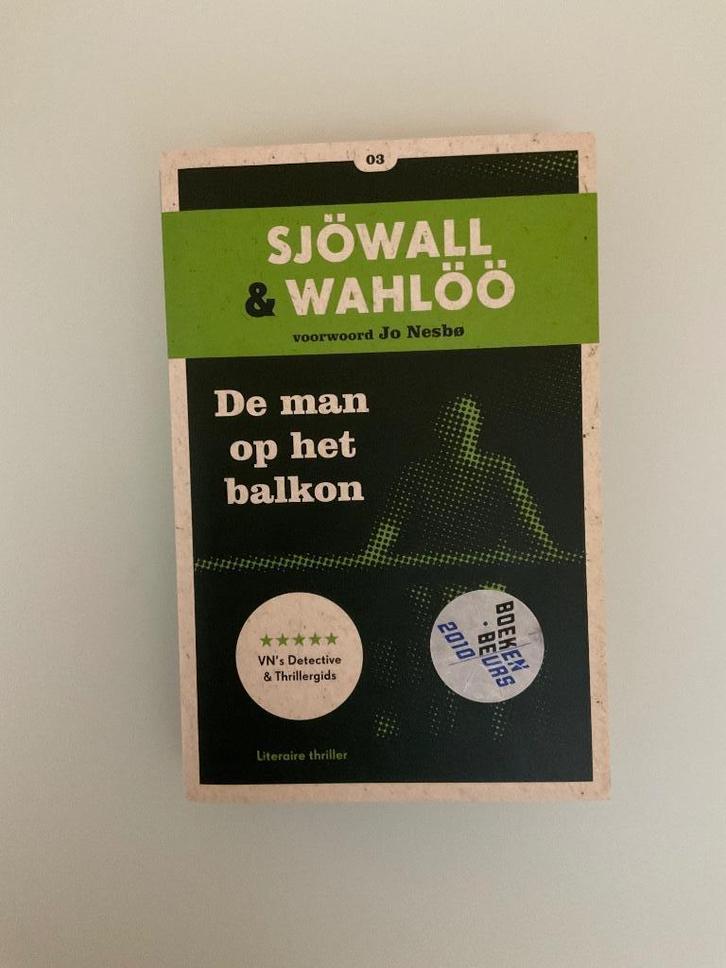 03
SJÖWALL
& WAHLÖÖ
voorwoord Jo Nesbø
De man
op het
balkon
★★★★★
VN's Detective
& Thrillergids
BOEKEN
· BEURS
2010
Literaire thriller